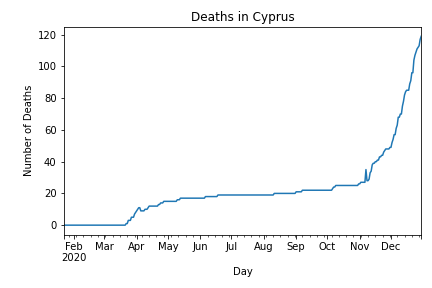 Deaths in Cyprus
120
100
80
60
40
20
0
Number of Deaths
Feb Mar Apr May Jun Jul Aug Sep Oct Nov Dec
2020
Day